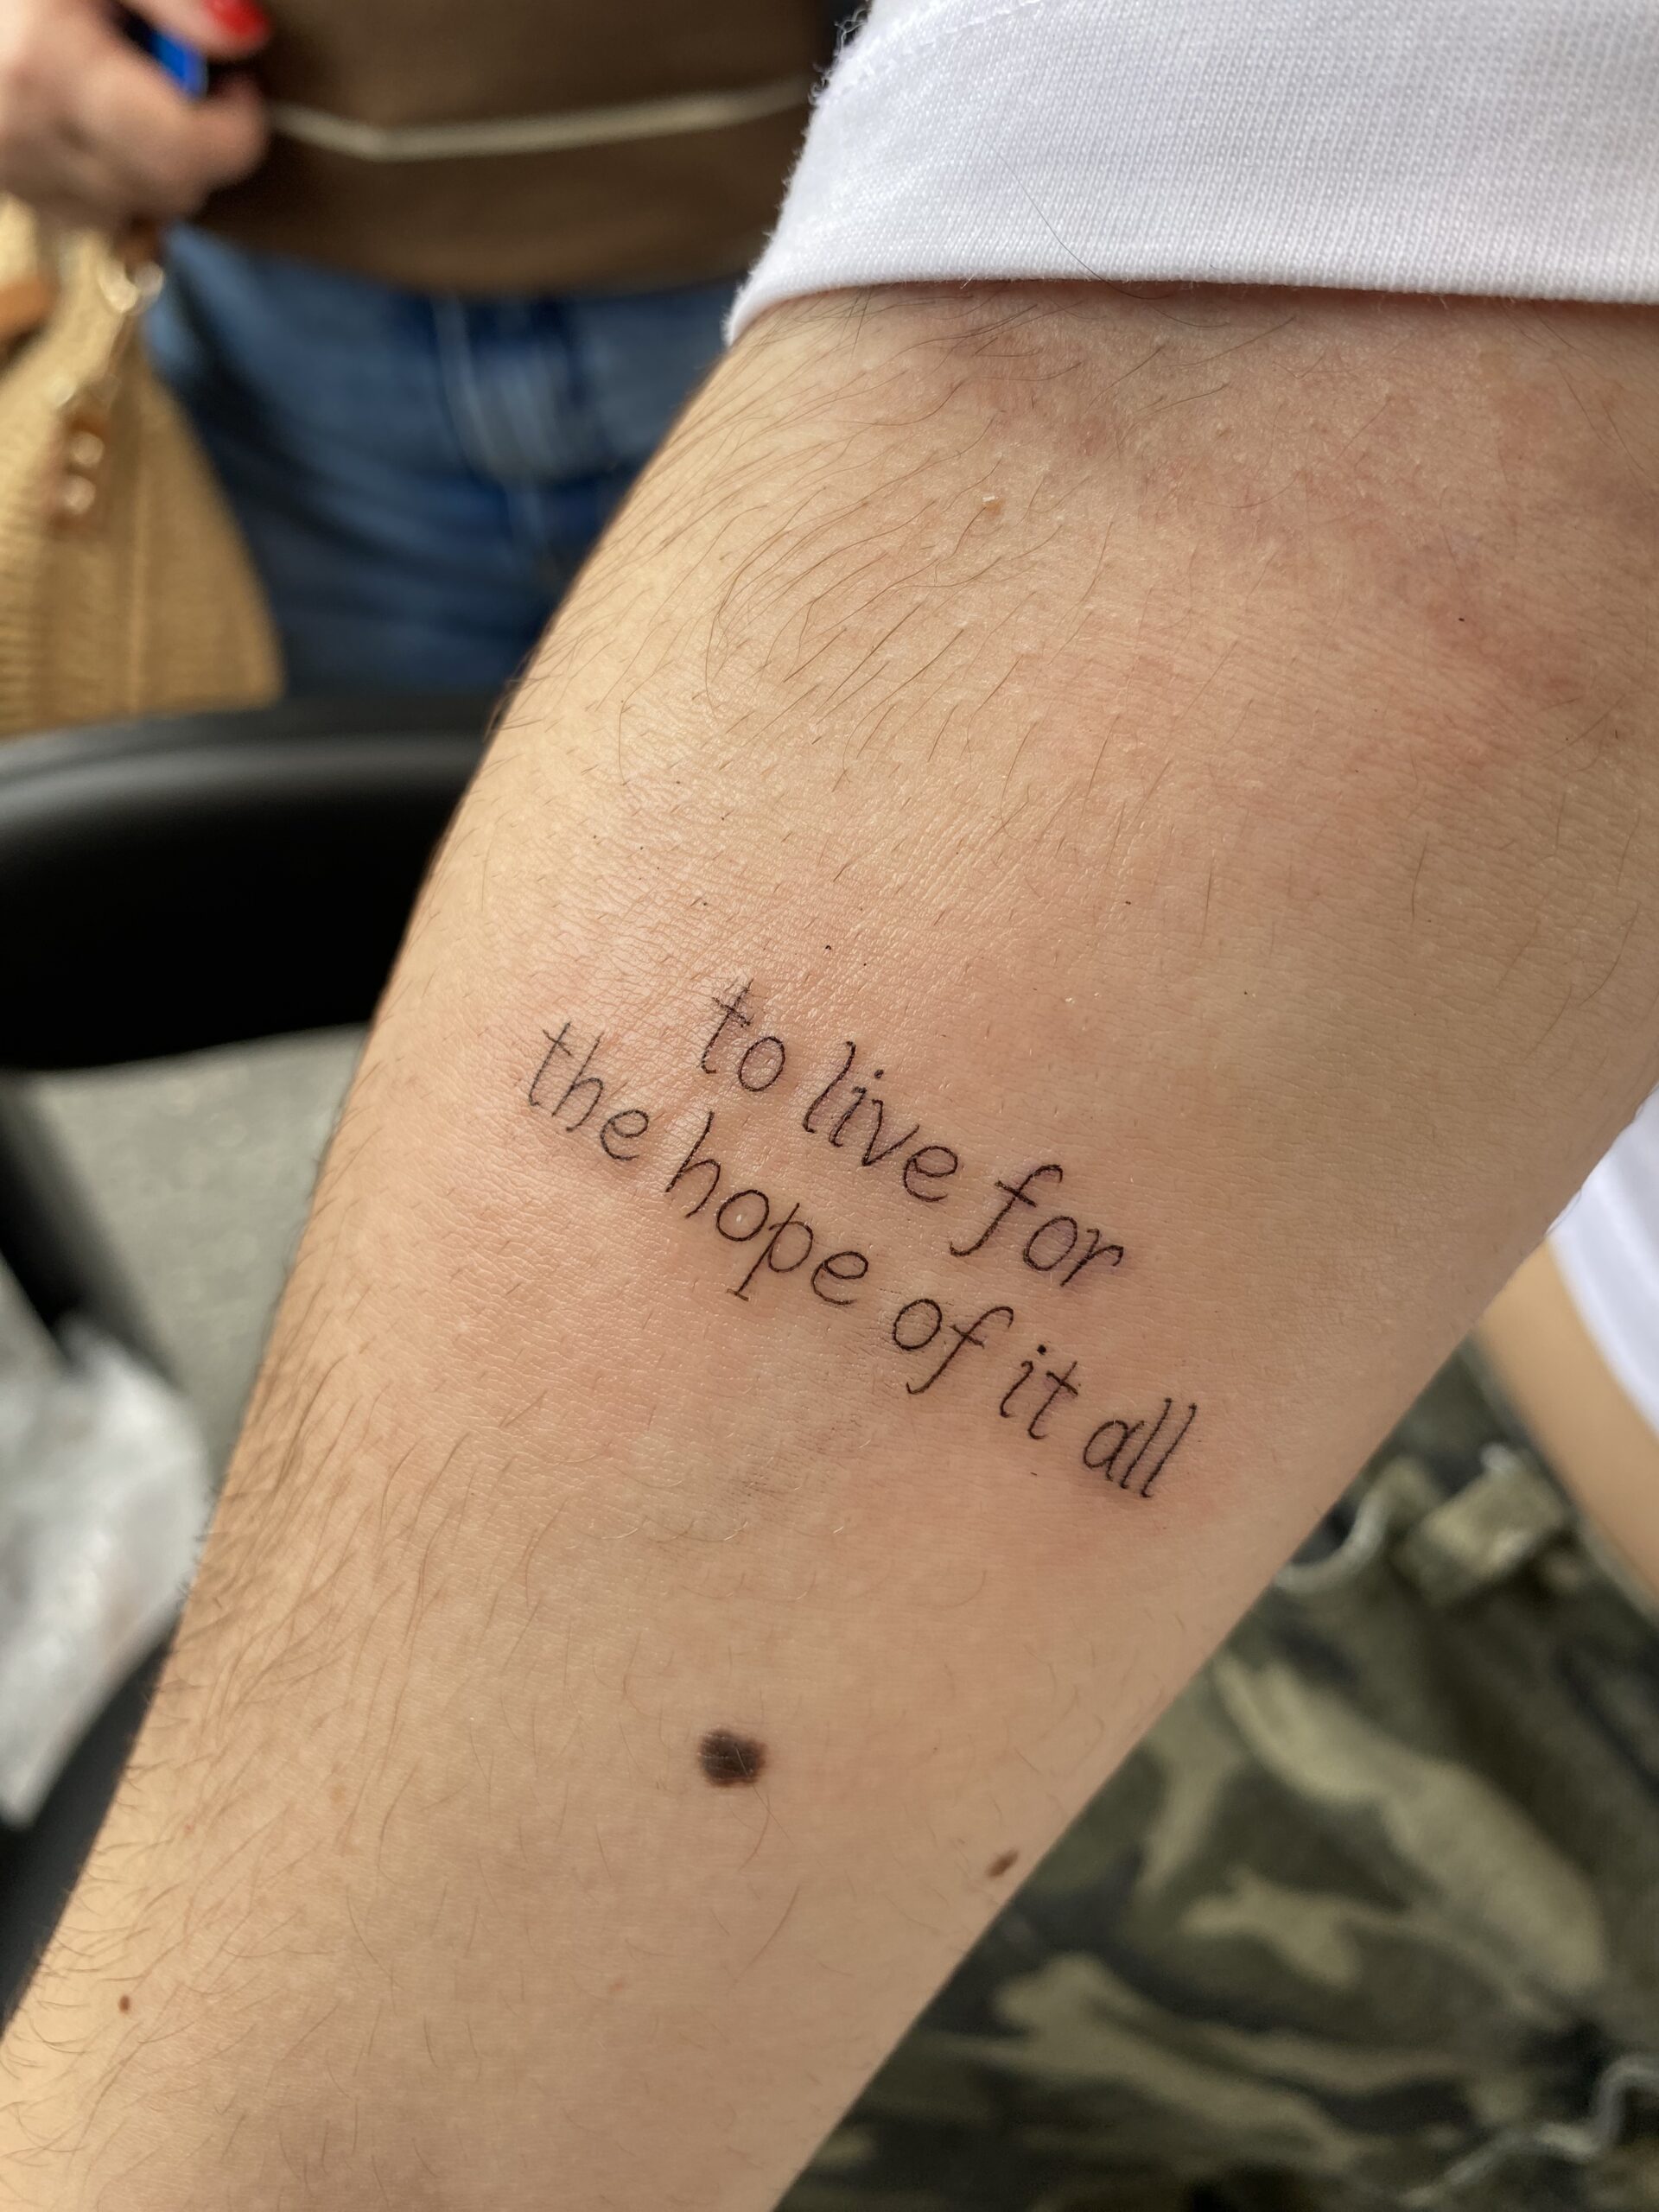 to live for
the hope of it all